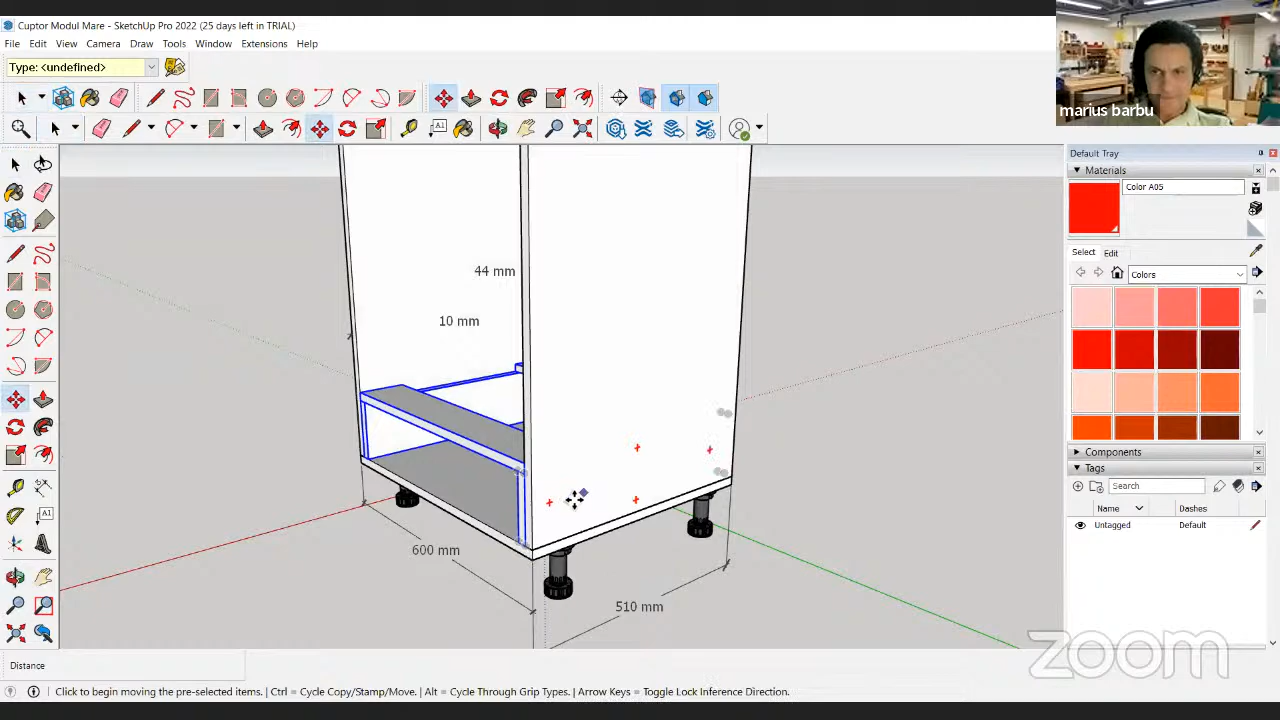 Cuptor Modul Mare - SketchUp Pro 2022 (25 days left in TRIAL)
File Edit View Camera Draw Tools Window Extensions Help
Type: <undefined>
marius barbu
Default Tray
Materials
Color A05
Select Edit
Colors
44 mm
10 mm
600 mm
510 mm
A1
A1
Components
Tags
Search
Name Dashes
Untagged Default
zoom
Distance
Click to begin moving the pre-selected items. | Ctrl = Cycle Copy/Stamp/Move. | Alt = Cycle Through Grip Types. | Arrow Keys = Toggle Lock Inference Direction.